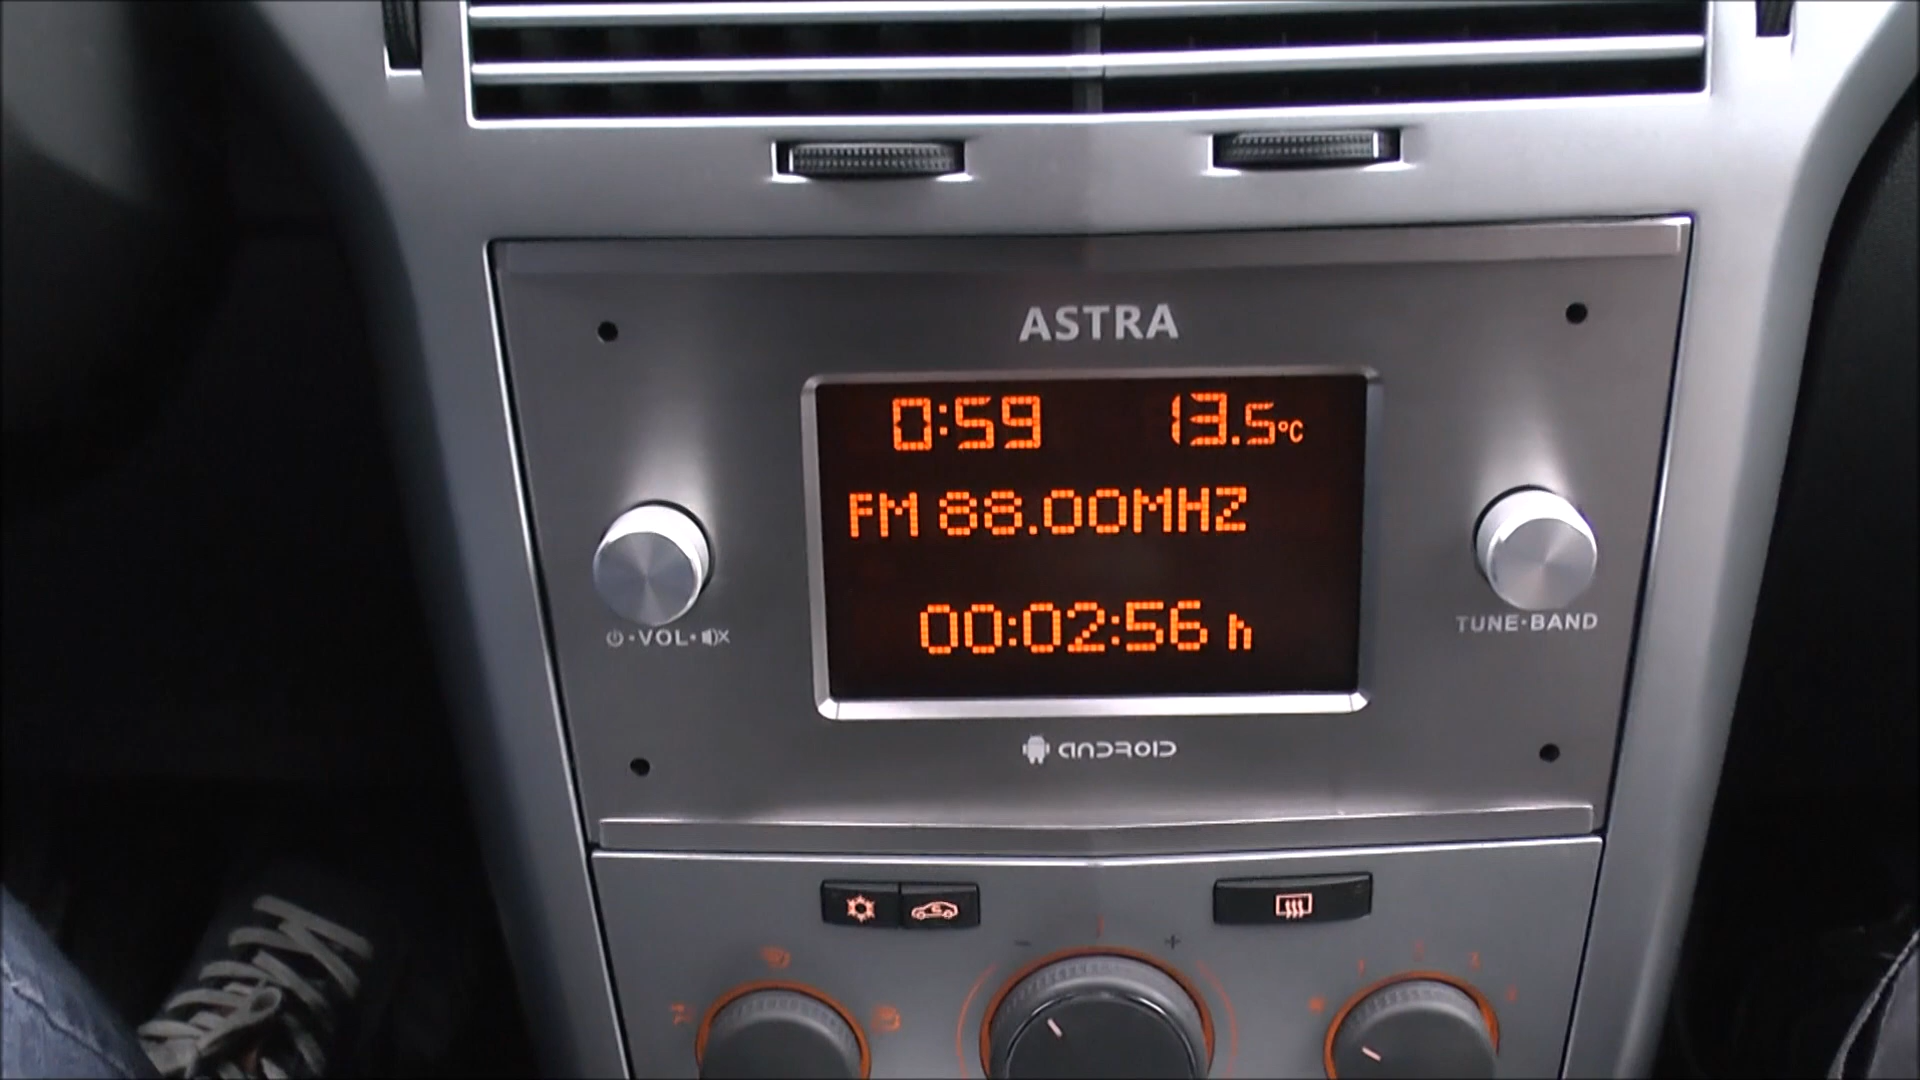 ASTRA
0:59 13.5°C
FM 88.00MHZ
00:02:56 h
VOL
TUNE·BAND
ANDROID
- +